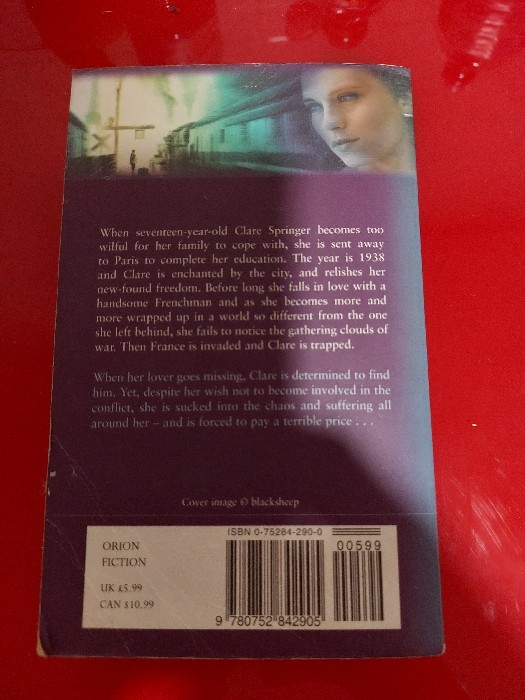 When seventeen-year-old Clare Springer becomes too
wilful for her family to cope with, she is sent away
to Paris to complete her education. The year is 1938
and Clare is enchanted by the city, and relishes her
new-found freedom. Before long she falls in love with a
handsome Frenchman and as she becomes more and
more wrapped up in a world so different from the one
she left behind, she fails to notice the gathering clouds of
war. Then France is invaded and Clare is trapped.
When her lover goes missing, Clare is determined to find
him. Yet, despite her wish not to become involved in the
conflict, she is sucked into the chaos and suffering all
around her – and is forced to pay a terrible price . . .
Cover image © blacksheep
ORION
FICTION
UK £5.99
CAN $10.99
ISBN 0-75284-290-0
00599
9 780752 842905